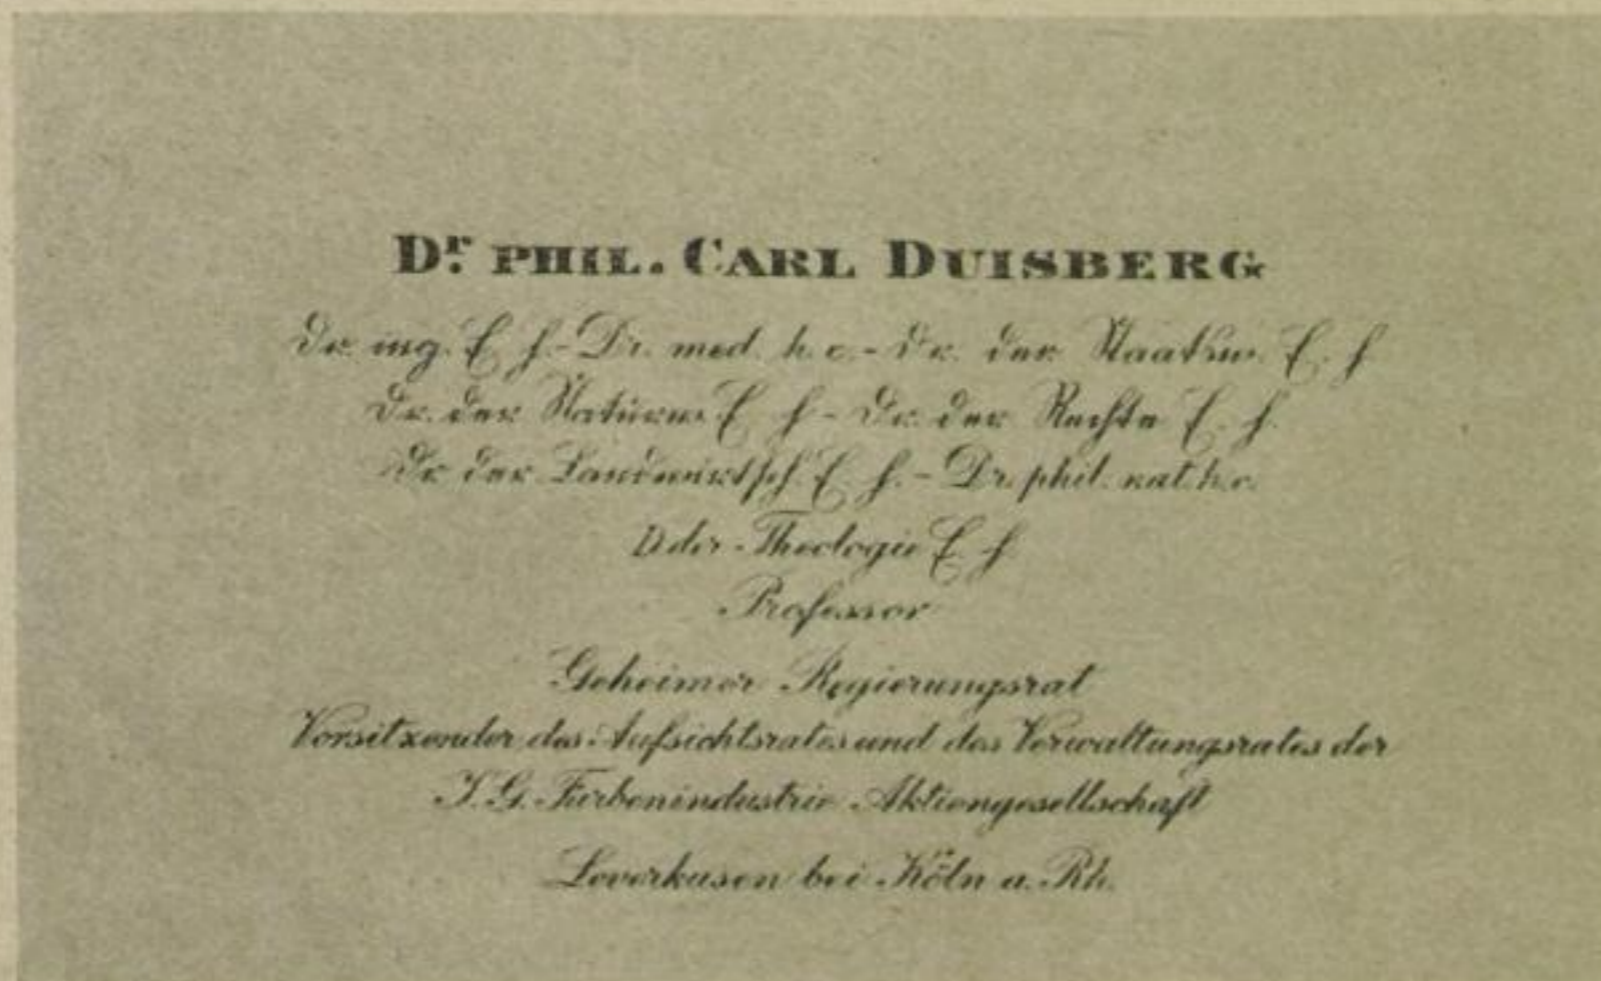 Dr. PHIL. CARL DUISBERG
Dr. ing. E. h. - Dr. med. h. c. - Dr. der Staatsw. E. h.
Dr. der Naturw. E. h. - Dr. der Rechte E. h.
Dr. der Landwirtsch. E. h. - Dr. phil. nat. h. c.
D. der Theologie E. h.
Professor
Geheimer Regierungsrat
Vorsitzender des Aufsichtsrates und des Verwaltungsrates der
I. G. Farbenindustrie Aktiengesellschaft
Leverkusen bei Köln a. Rh.